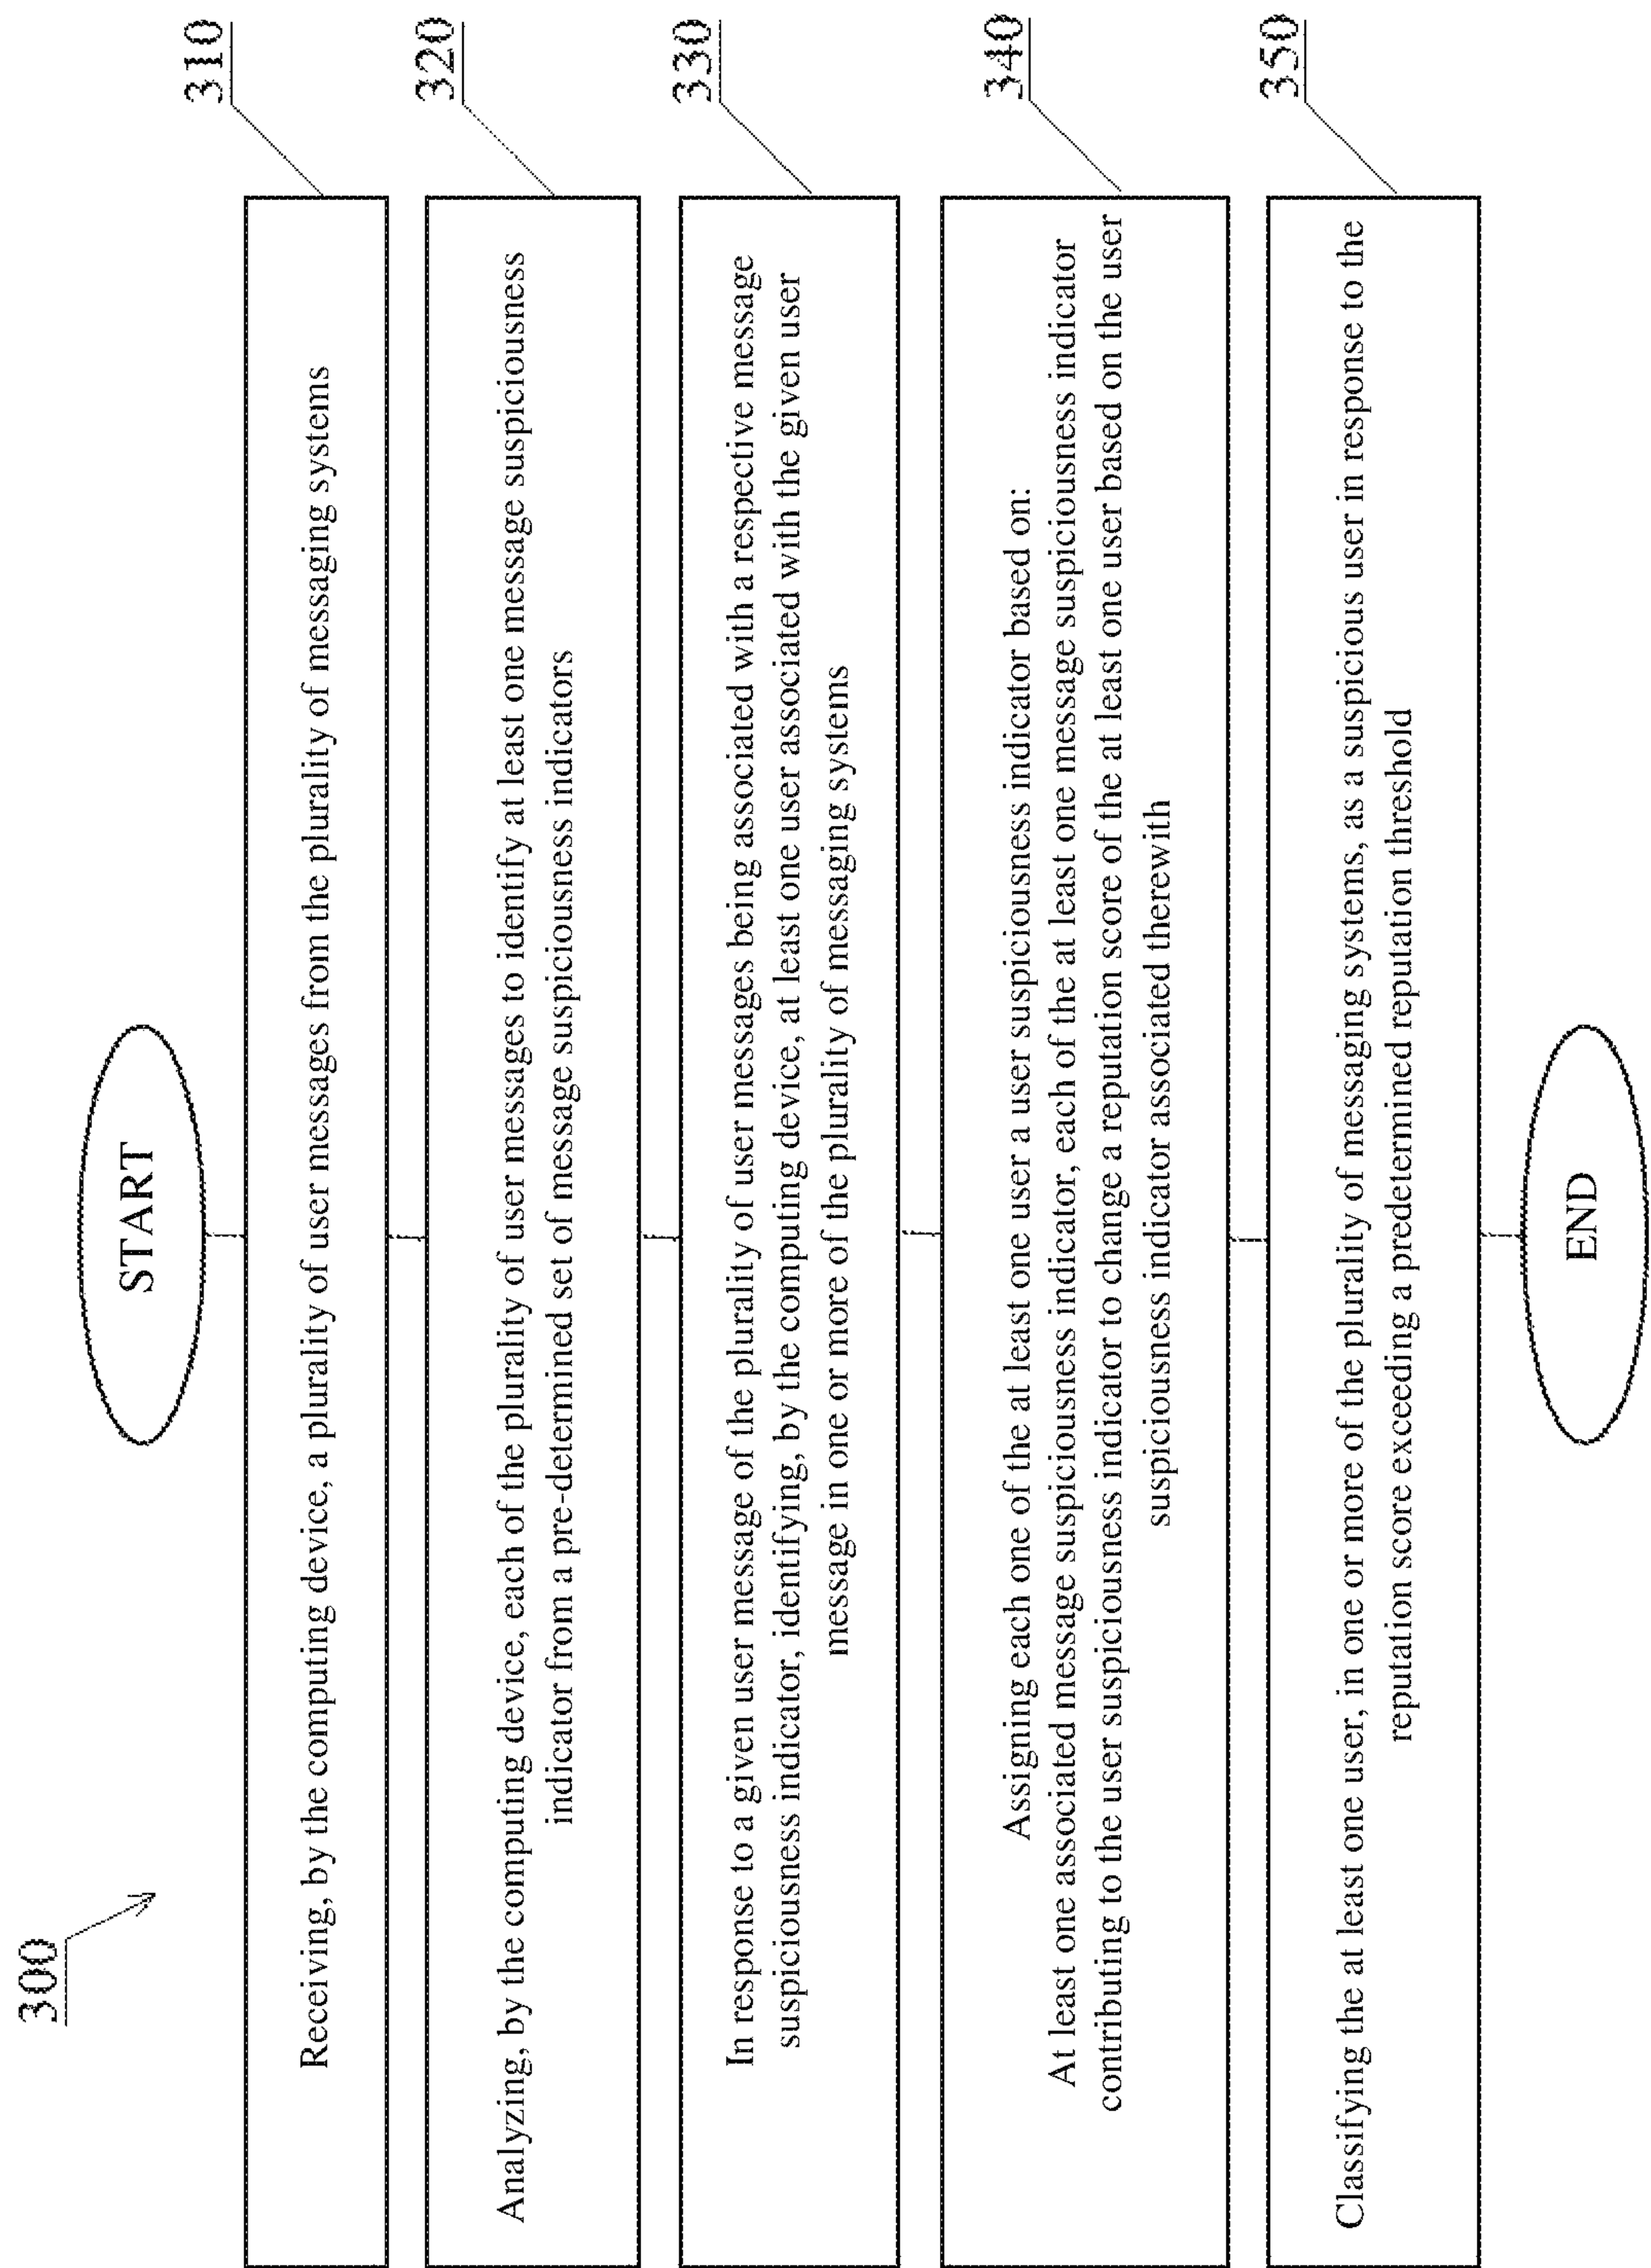 300
START
310
Receiving, by the computing device, a plurality of user messages from the plurality of messaging systems
320
Analyzing, by the computing device, each of the plurality of user messages to identify at least one message suspiciousness
indicator from a pre-determined set of message suspiciousness indicators
330
In response to a given user message of the plurality of user messages being associated with a respective message
suspiciousness indicator, identifying, by the computing device, at least one user associated with the given user
message in one or more of the plurality of messaging systems
340
Assigning each one of the at least one user a user suspiciousness indicator based on:
At least one associated message suspiciousness indicator, each of the at least one message suspiciousness indicator
contributing to the user suspiciousness indicator to change a reputation score of the at least one user based on the user
suspiciousness indicator associated therewith
350
Classifying the at least one user, in one or more of the plurality of messaging systems, as a suspicious user in response to the
reputation score exceeding a predetermined reputation threshold
END